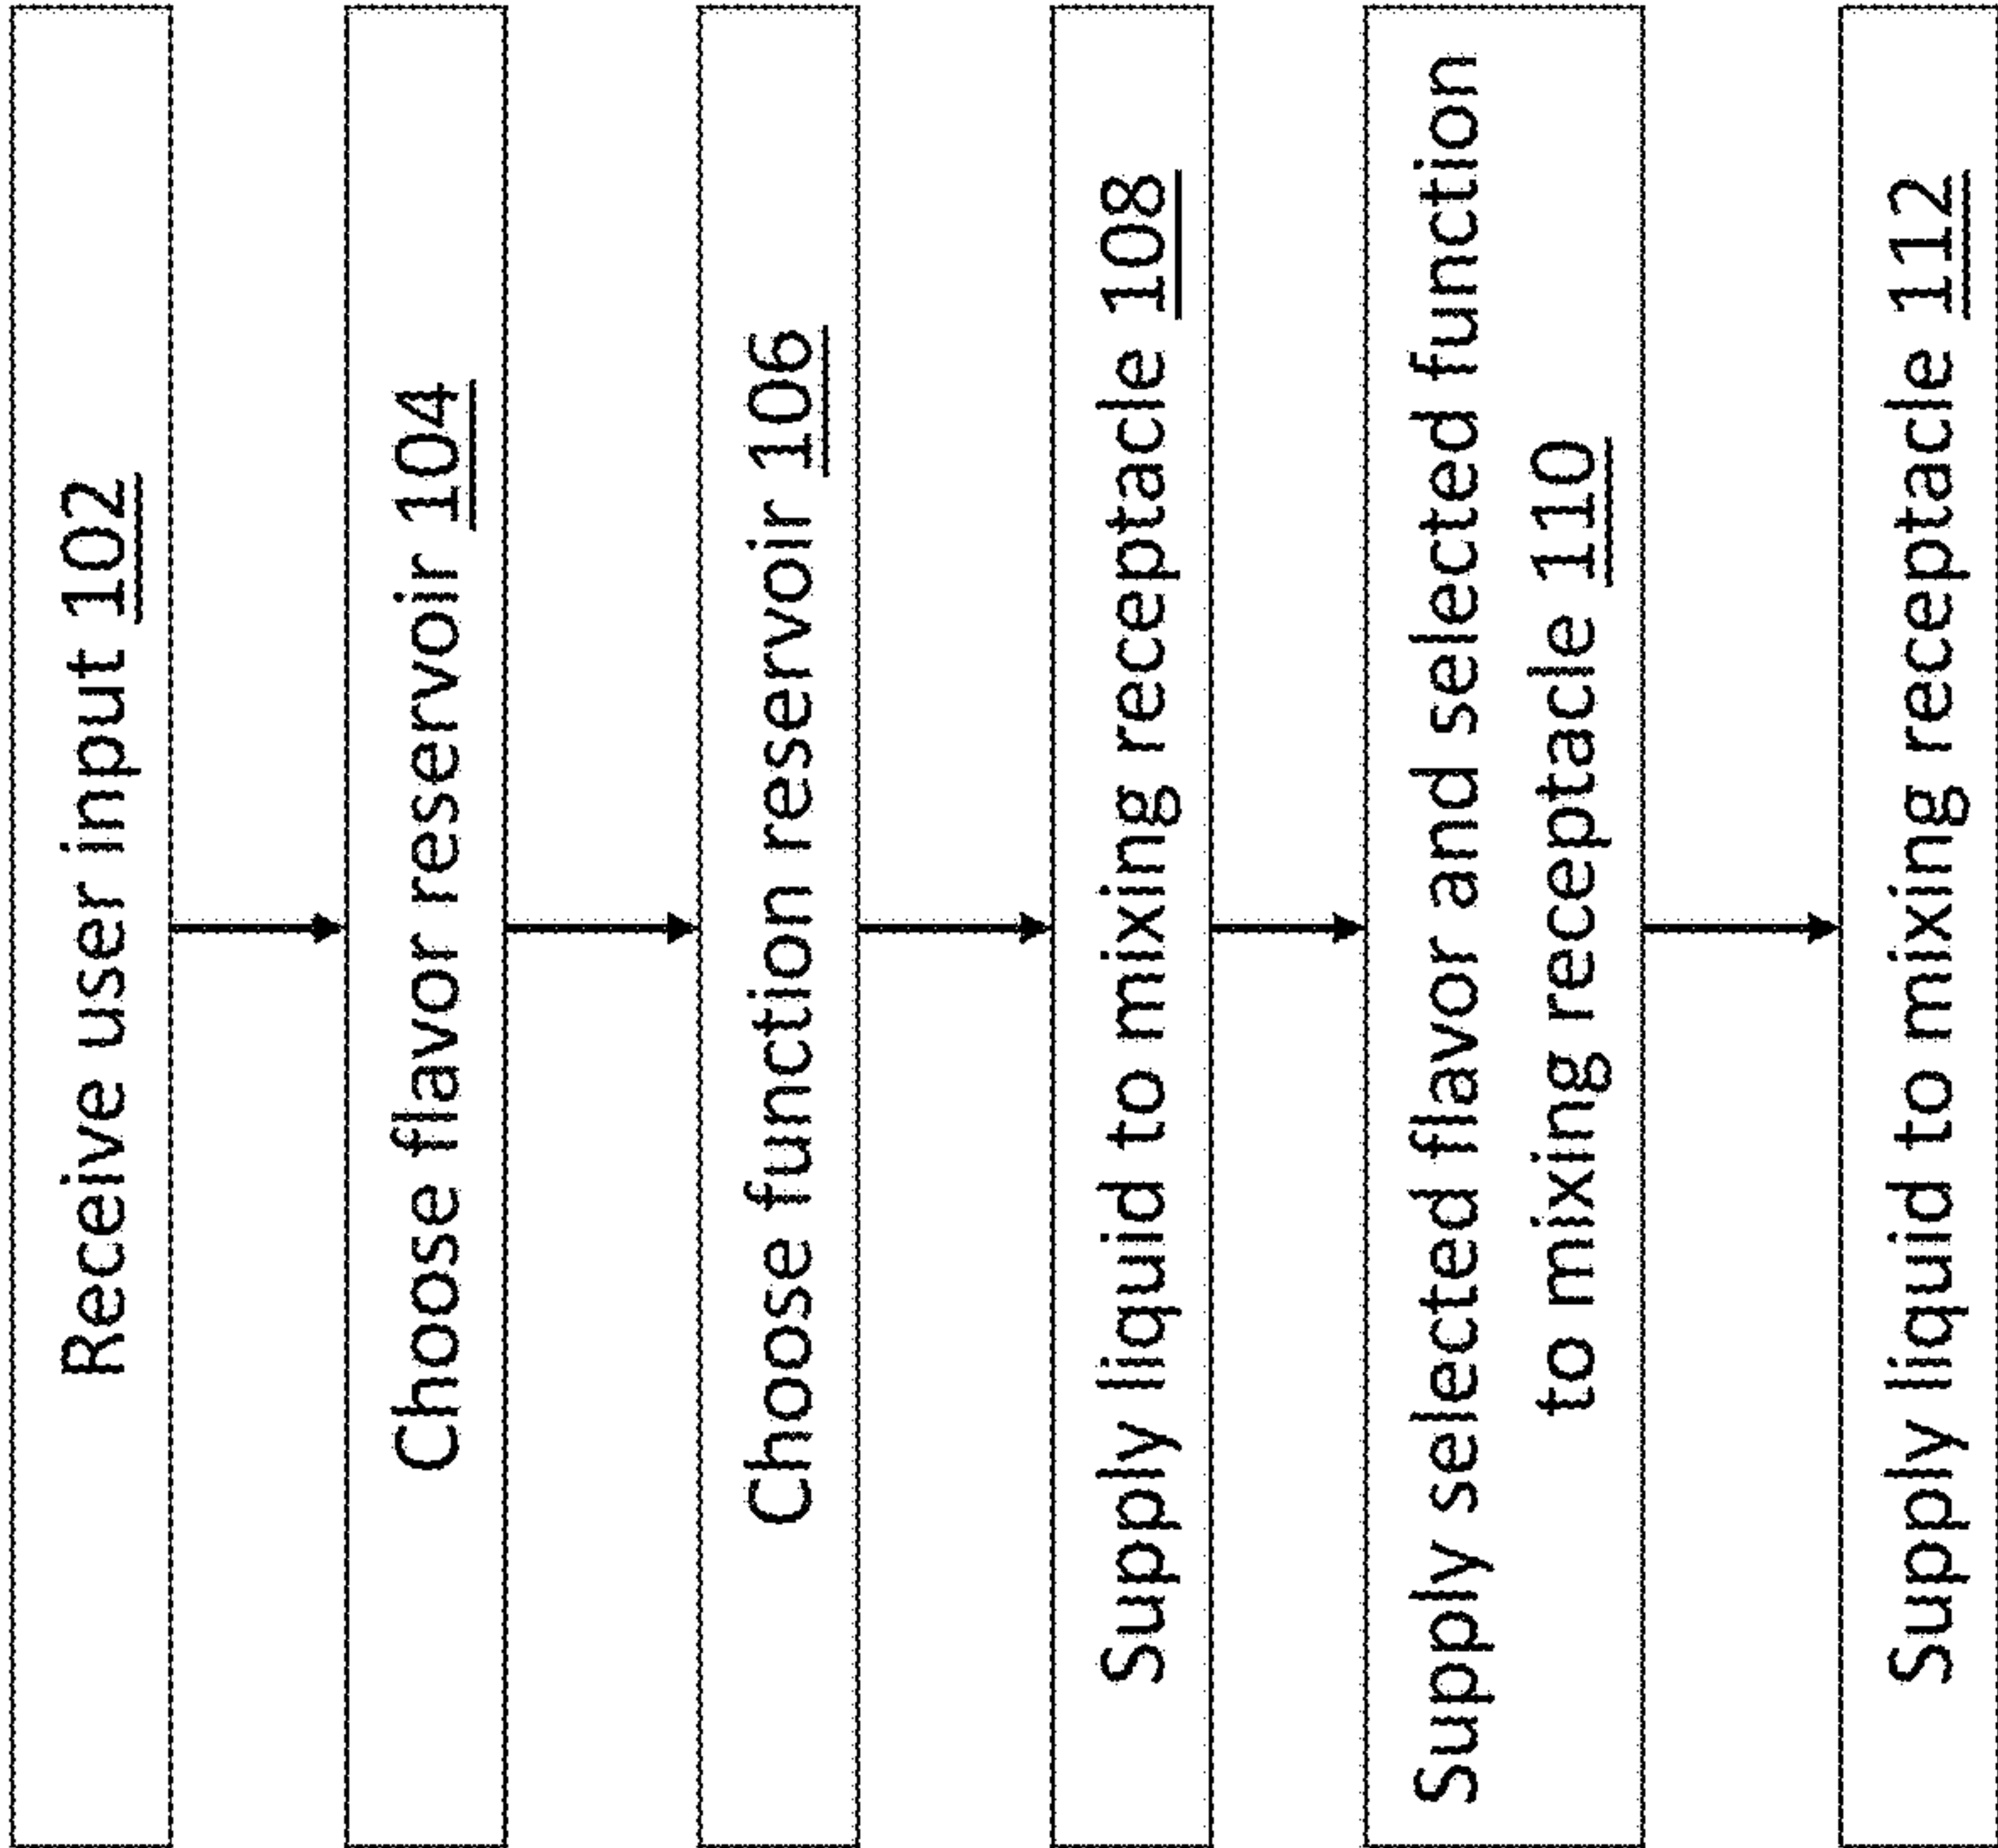 Receive user input 102
Choose flavor reservoir 104
Choose function reservoir 106
Supply liquid to mixing receptacle 108
Supply selected flavor and selected function
to mixing receptacle 110
Supply liquid to mixing receptacle 112